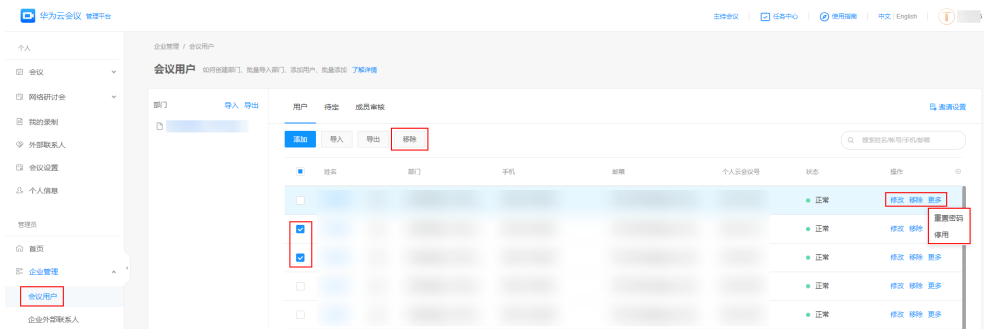 华为云会议 管理平台
主持会议 任务中心 使用指南 中文 | English
个人
会议
网络研讨会
我的录制
外部联系人
会议设置
个人信息
管理员
首页
企业管理
会议用户
企业外部联系人
企业管理 / 会议用户
会议用户 如何创建部门、批量导入部门、添加用户、批量添加 了解详情
部门 导入 导出
用户 待定 成员审核 邀请设置
添加 导入 导出 移除 搜索姓名/帐号/手机/邮箱
姓名 部门 手机 邮箱 个人云会议号 状态 操作
正常 修改 移除 更多
重置密码
停用
正常 修改 移除
正常 修改 移除 更多
正常 修改 移除 更多
正常 修改 移除 更多